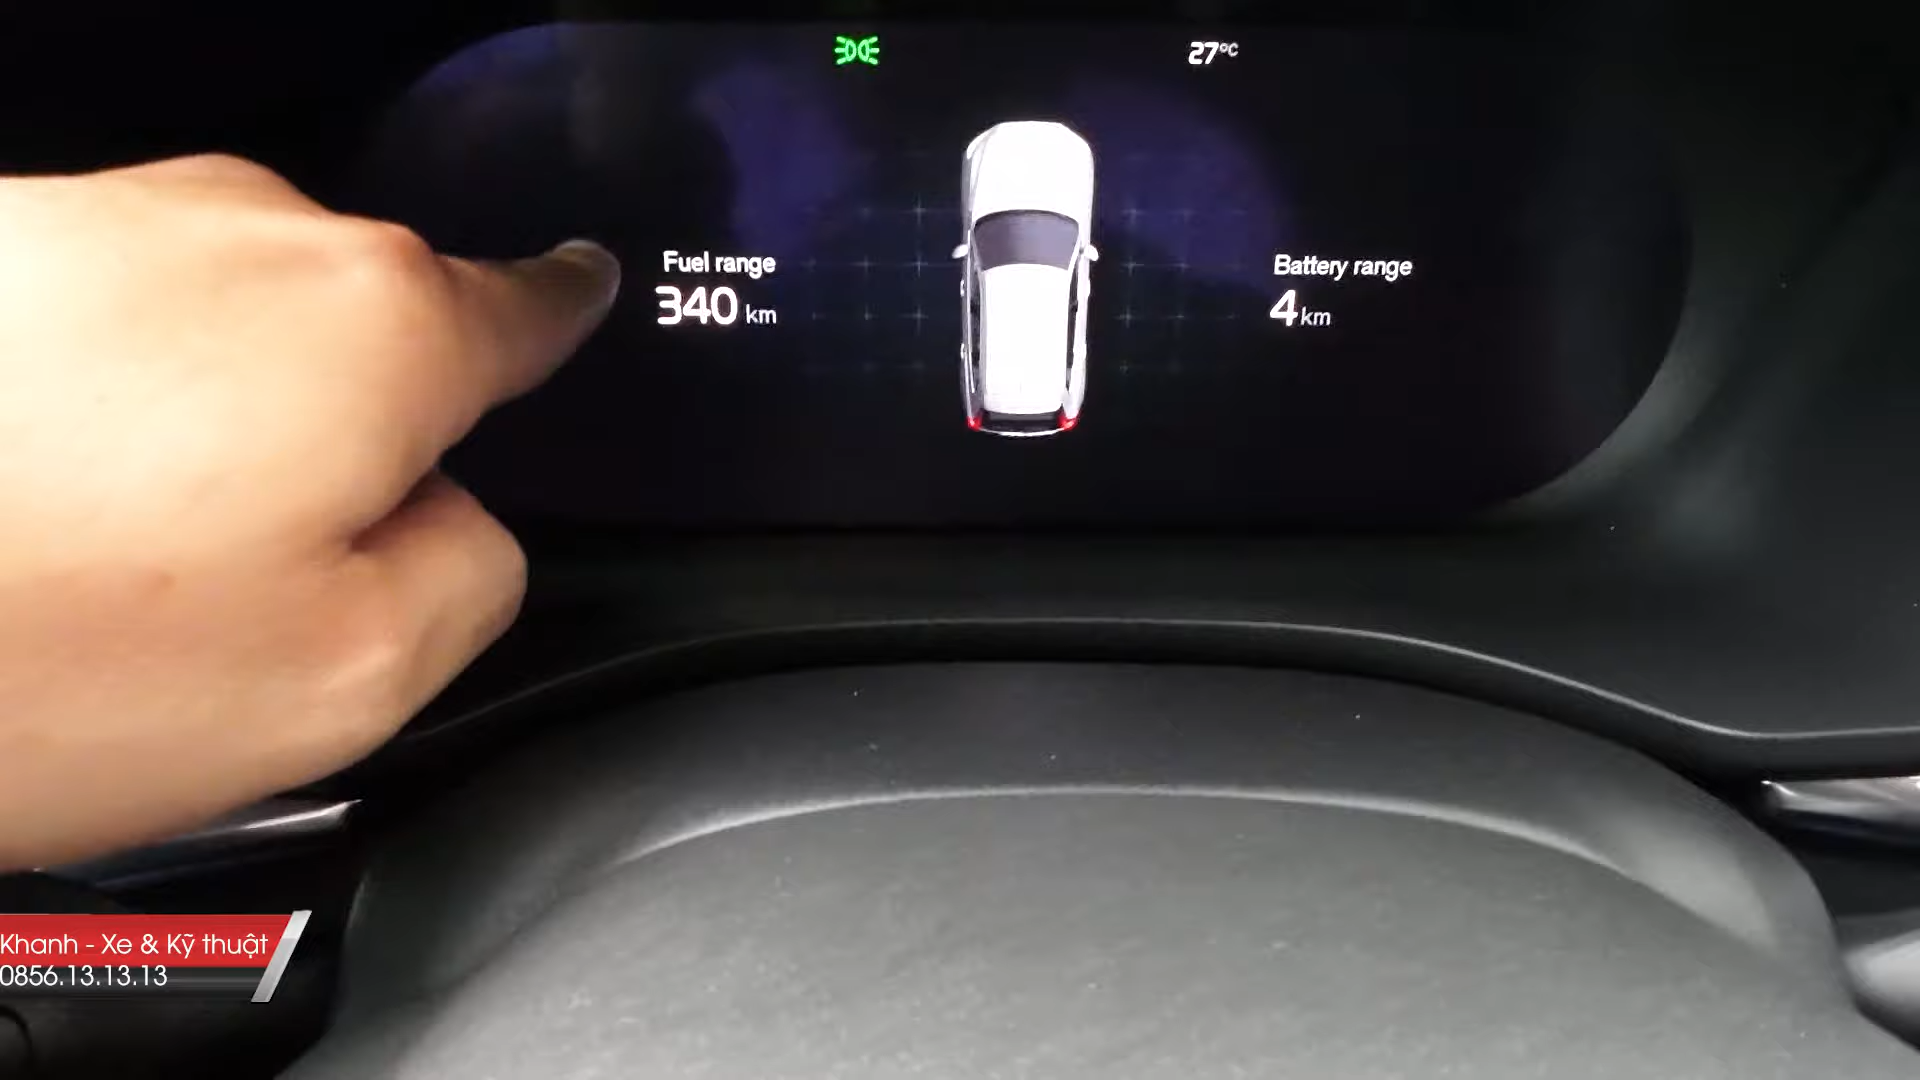 27°C
Fuel range
340 km
Battery range
4 km
Khanh - Xe & Kỹ thuật
0856.13.13.13